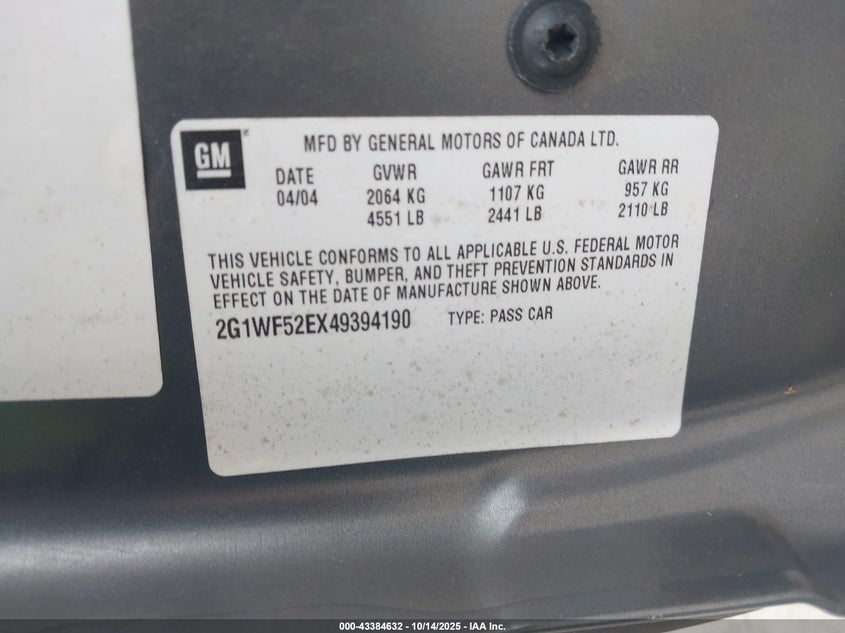 GM
MFD BY GENERAL MOTORS OF CANADA LTD.
DATE GVWR GAWR FRT GAWR RR
04/04 2064 KG 1107 KG 957 KG
4551 LB 2441 LB 2110 LB
THIS VEHICLE CONFORMS TO ALL APPLICABLE U.S. FEDERAL MOTOR
VEHICLE SAFETY, BUMPER, AND THEFT PREVENTION STANDARDS IN
EFFECT ON THE DATE OF MANUFACTURE SHOWN ABOVE.
2G1WF52EX49394190 TYPE: PASS CAR
000-43384632 - 10/14/2025 - IAA Inc.